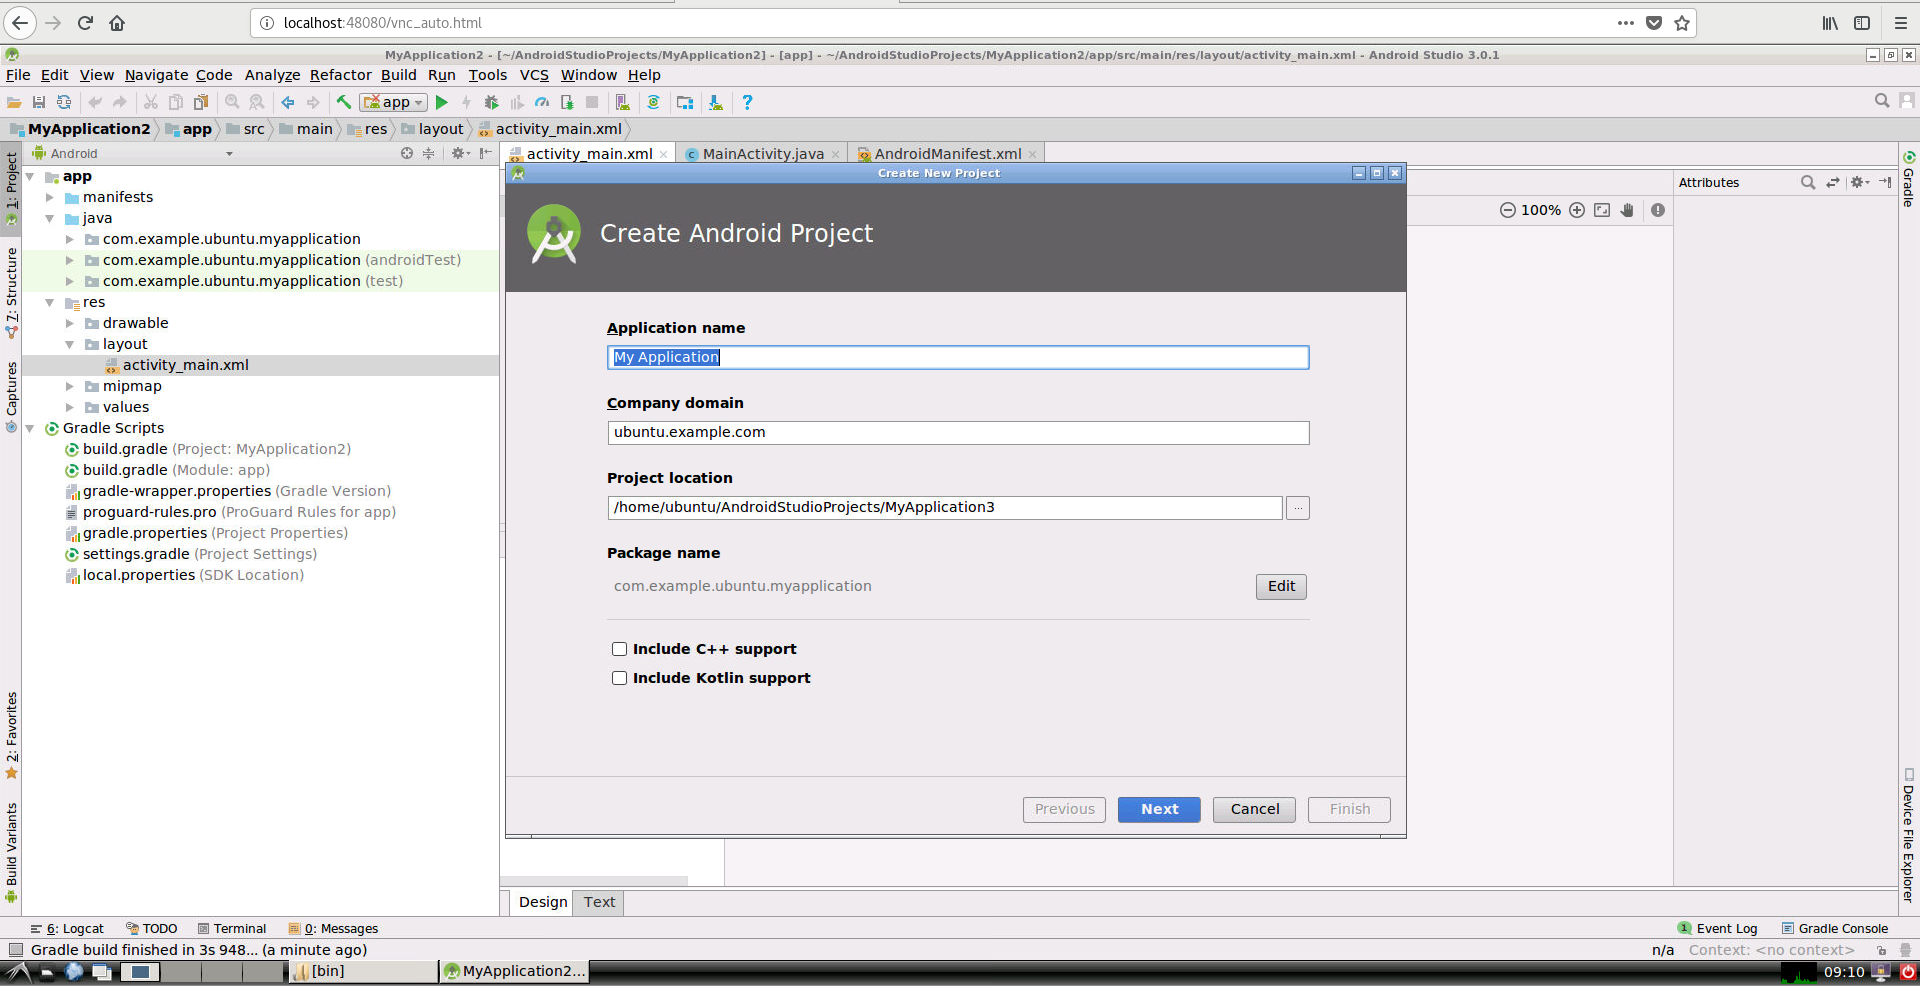 localhost:48080/vnc_auto.html
MyApplication2 - [~/AndroidStudioProjects/MyApplication2] - [app] - ~/AndroidStudioProjects/MyApplication2/app/src/main/res/layout/activity_main.xml - Android Studio 3.0.1
File Edit View Navigate Code Analyze Refactor Build Run Tools VCS Window Help
app
MyApplication2 app src main res layout activity_main.xml
1: Project
7: Structure
Captures
2: Favorites
Build Variants
Android
app
manifests
java
com.example.ubuntu.myapplication
com.example.ubuntu.myapplication (androidTest)
com.example.ubuntu.myapplication (test)
res
drawable
layout
activity_main.xml
mipmap
values
Gradle Scripts
build.gradle (Project: MyApplication2)
build.gradle (Module: app)
gradle-wrapper.properties (Gradle Version)
proguard-rules.pro (ProGuard Rules for app)
gradle.properties (Project Properties)
settings.gradle (Project Settings)
local.properties (SDK Location)
activity_main.xml MainActivity.java AndroidManifest.xml
Create New Project
Create Android Project
Application name
My Application
Company domain
ubuntu.example.com
Project location
/home/ubuntu/AndroidStudioProjects/MyApplication3
...
Package name
com.example.ubuntu.myapplication
Edit
Include C++ support
Include Kotlin support
Previous Next Cancel Finish
100%
Attributes
Gradle
Device File Explorer
Design Text
6: Logcat TODO Terminal 0: Messages
1 Event Log Gradle Console
Gradle build finished in 3s 948... (a minute ago)
n/a Context: <no context>
[bin] MyApplication2...
09:10